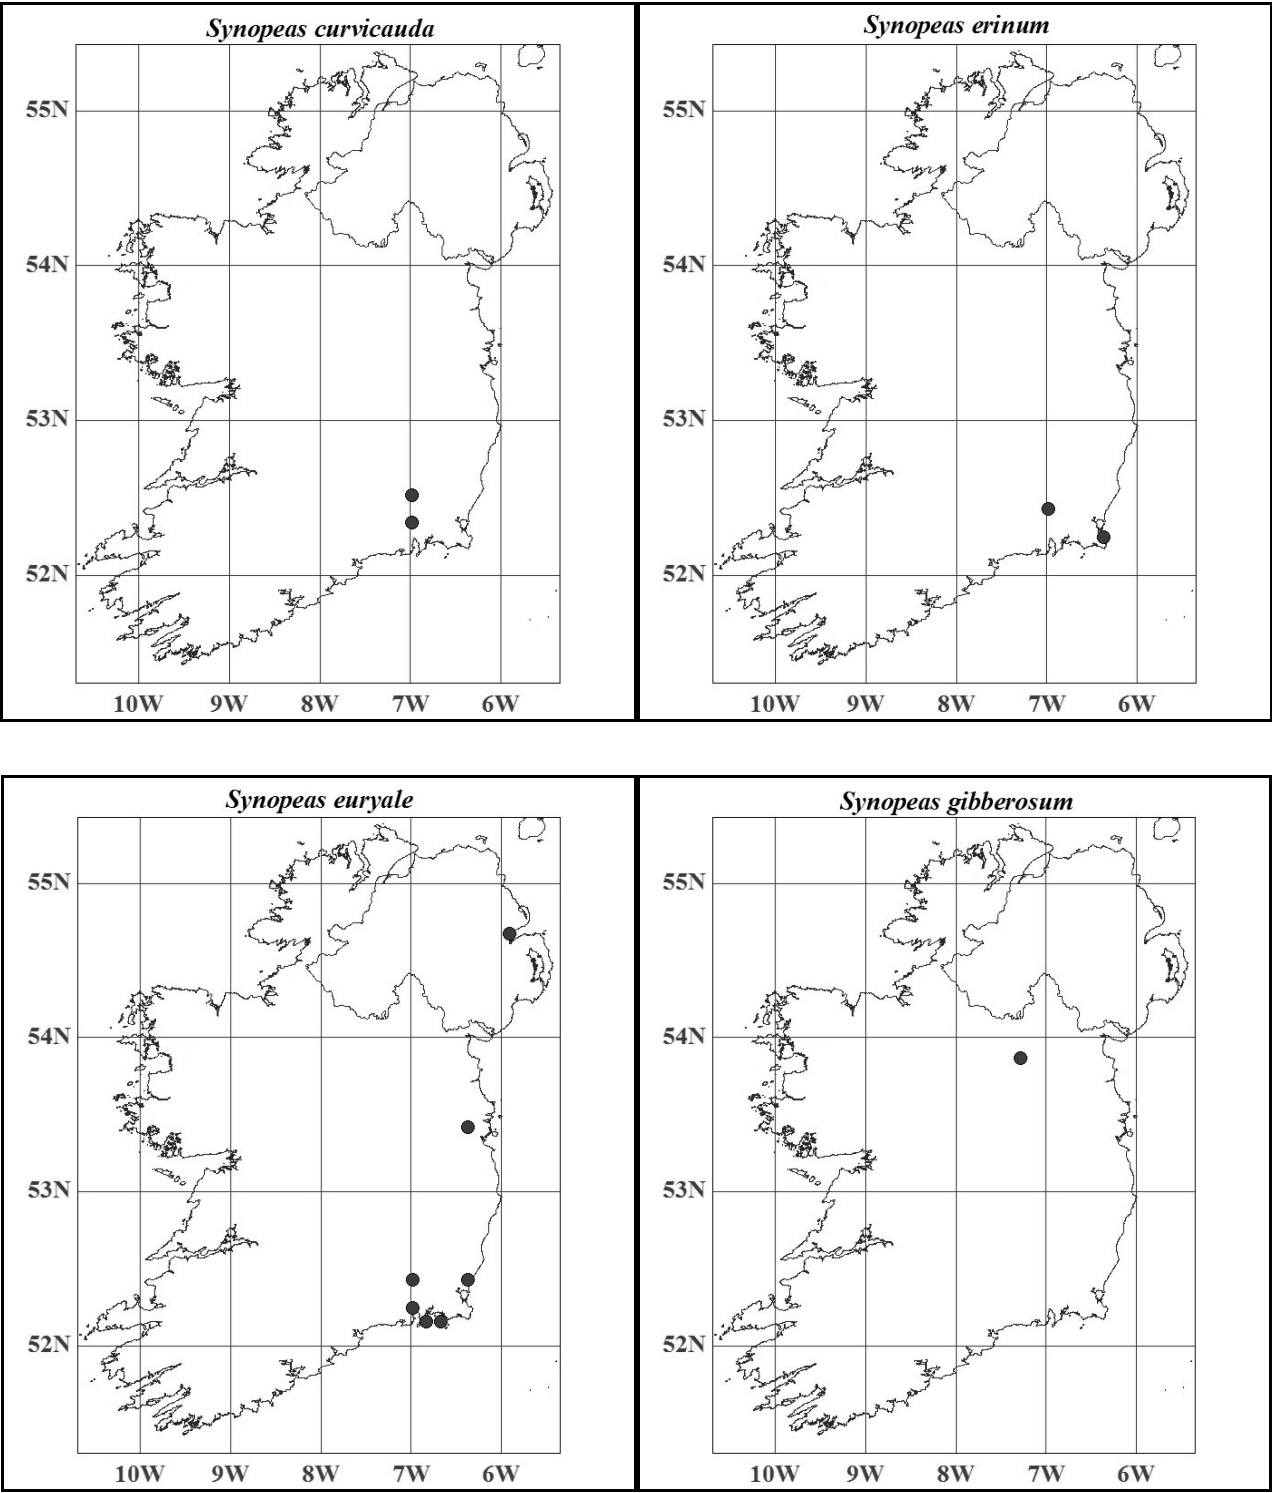 Synopeas curvicauda
55N
54N
53N
52N
10W 9W 8W 7W 6W
Synopeas erinum
55N
54N
53N
52N
10W 9W 8W 7W 6W
Synopeas euryale
55N
54N
53N
52N
10W 9W 8W 7W 6W
Synopeas gibberosum
55N
54N
53N
52N
10W 9W 8W 7W 6W